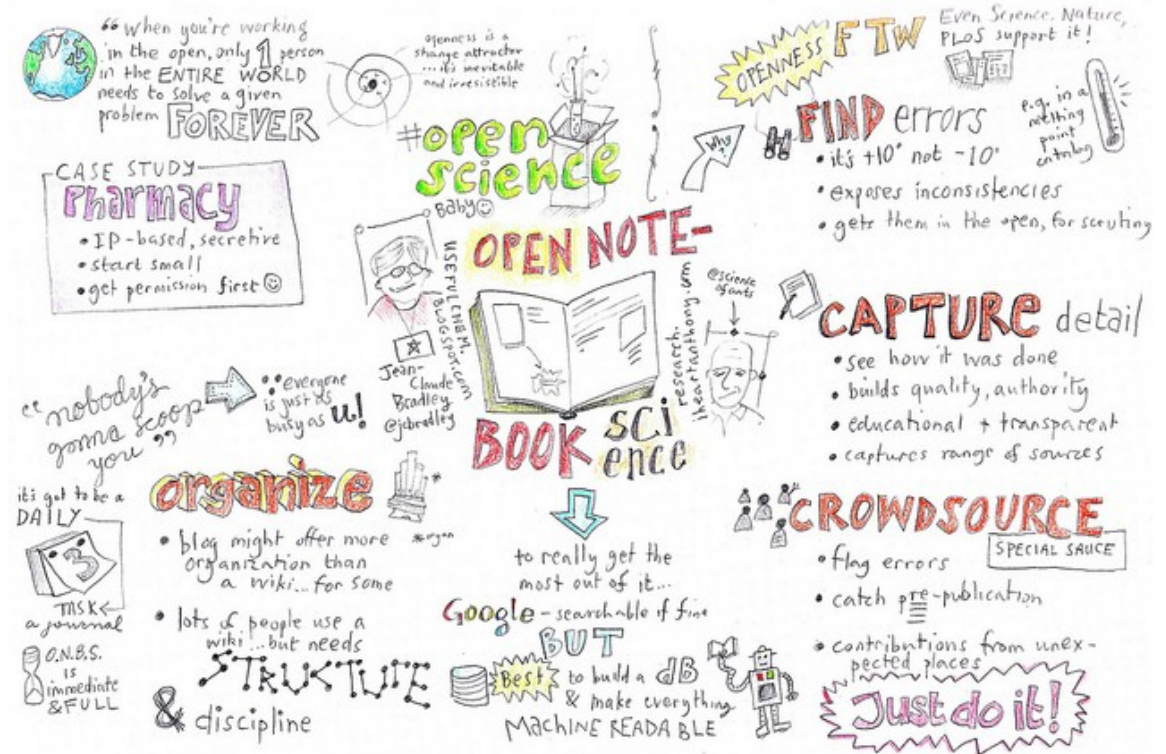 “ when you're working
in the open, only 1 person
in the ENTIRE WORLD
needs to solve a given
problem FOREVER
openness is a
change attractor
... it's inevitable
and irresistible
#open
science
Baby
CASE STUDY
Pharmacy
• IP-based, secretive
• start small
• get permission first
USEFULCHEM.
BLOGSPOT.com
Jean-
Claude
Bradley
@jcbradley
OPEN NOTE-
BOOK science
research.
iheartanthony.com
@science
of ants
“nobody's
gonna scoop
you”
everyone
is just as
busy as U!
organize
*organ
• blog might offer more
organization than
a wiki... for some
• lots of people use a
wiki... but needs
STRUKTURE
& discipline
it's got to be a
DAILY
3
TASK
a journal
O.N.B.S.
is
immediate
& FULL
to really get the
most out of it...
Google - searchable if fine
BUT
Best to build a dB
& make everything
MACHINE READABLE
OPENNESS FTW
Even Science, Nature,
PLOS support it!
Why?
FIND errors
• it's +10° not -10°
• exposes inconsistencies
• gets them in the open, for scrutiny
e.g. in a
melting
point
catalog
CAPTURE detail
• see how it was done
• builds quality, authority
• educational + transparent
• captures range of sources
CROWDSOURCE
SPECIAL SAUCE
• flag errors
• catch pre-publication
• contributions from unex-
pected places
Just do it!